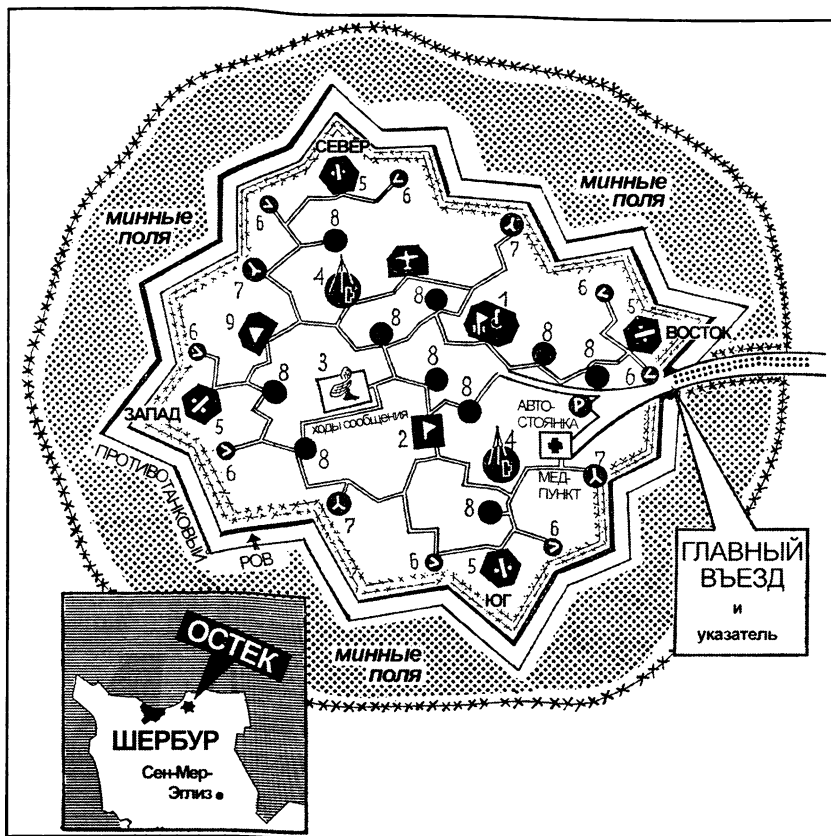 СЕВЕР
5
6
6
МИННЫЕ
ПОЛЯ
МИННЫЕ
ПОЛЯ
8
7
4
7
8
1
6
5
ВОСТОК
9
8
8
8
6
6
3
8
8
8
P
АВТО-
СТОЯНКА
ЗАПАД
5
ХОДЫ СООБЩЕНИЯ
2
4
МЕД-
ПУНКТ
6
8
7
7
8
6
6
5
ЮГ
ПРОТИВОТАНКОВЫЙ
РОВ
ГЛАВНЫЙ
ВЪЕЗД
и
указатель
МИННЫЕ
ПОЛЯ
ОСТЕК
ШЕРБУР
Сен-Мер-
Эглиз